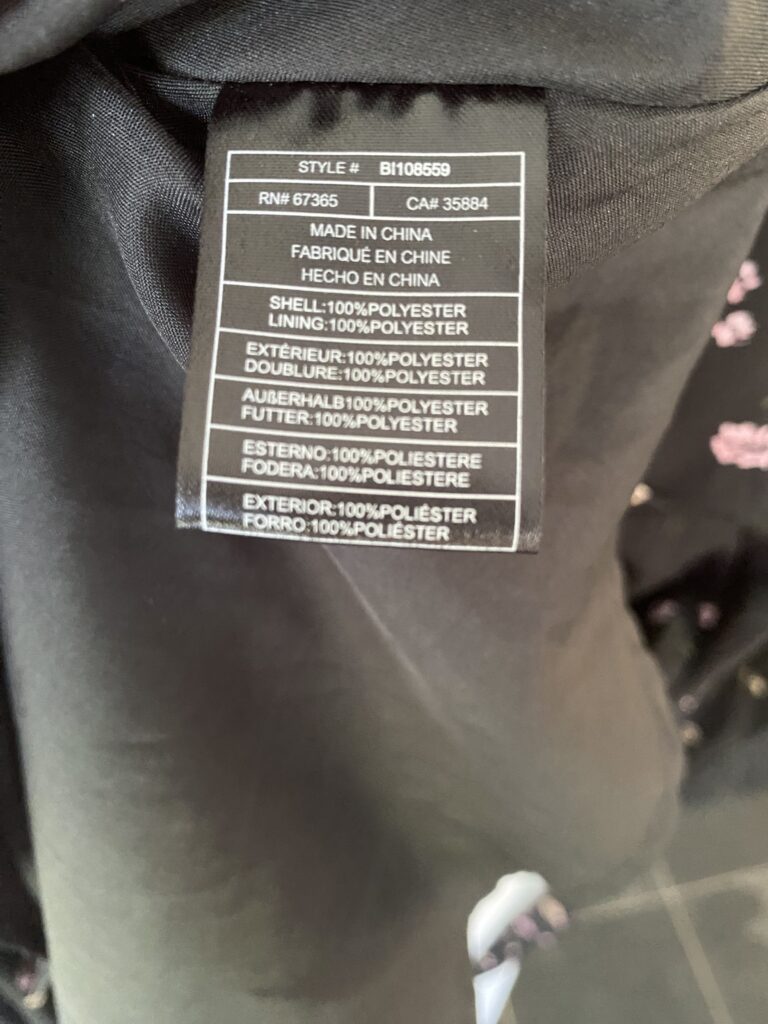 STYLE # BI108559
RN# 67365 CA# 35884
MADE IN CHINA
FABRIQUÉ EN CHINE
HECHO EN CHINA
SHELL:100%POLYESTER
LINING:100%POLYESTER
EXTÉRIEUR:100%POLYESTER
DOUBLURE:100%POLYESTER
AUßERHALB100%POLYESTER
FUTTER:100%POLYESTER
ESTERNO:100%POLIESTERE
FODERA:100%POLIESTERE
EXTERIOR:100%POLIÉSTER
FORRO:100%POLIÉSTER